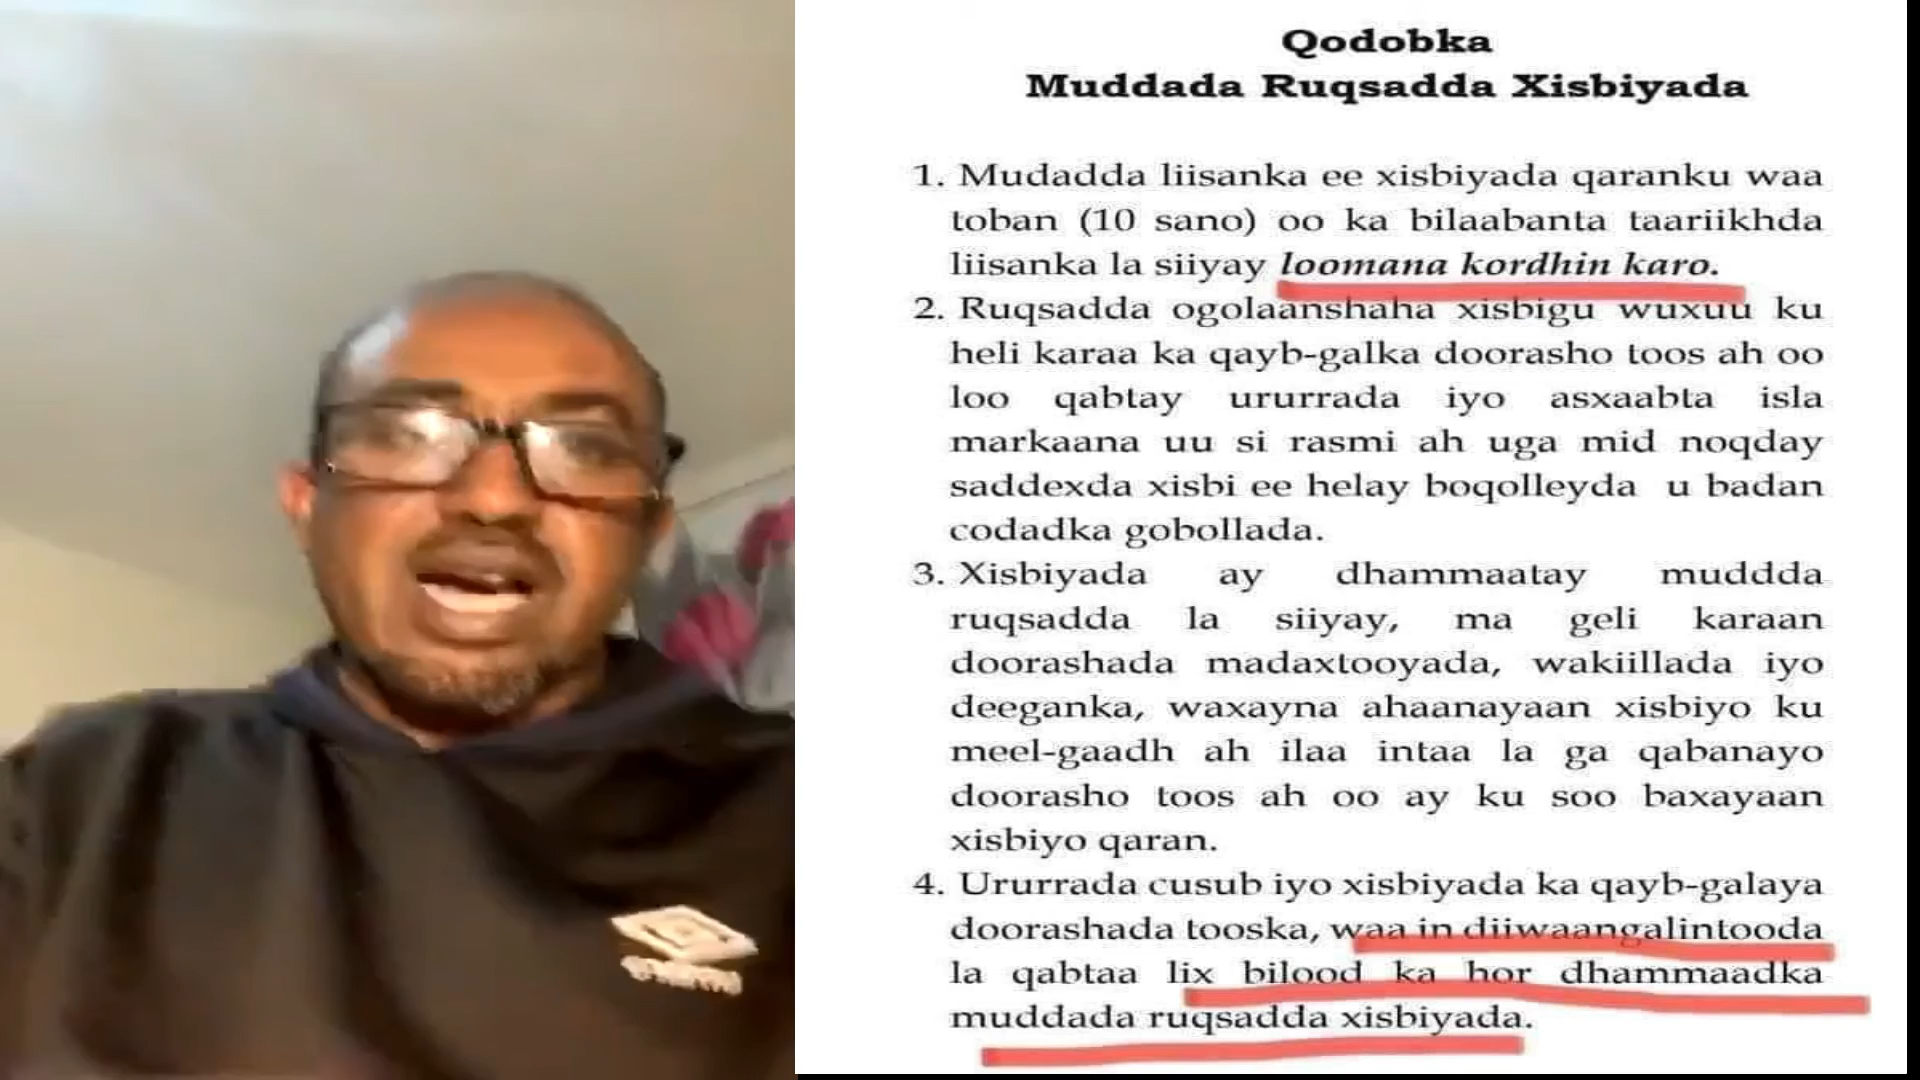 Qodobka
Muddada Ruqsadda Xisbiyada
1. Mudadda liisanka ee xisbiyada qaranku waa
toban (10 sano) oo ka bilaabanta taariikhda
liisanka la siiyay loomana kordhin karo.
2. Ruqsadda ogolaanshaha xisbigu wuxuu ku
heli karaa ka qayb-galka doorasho toos ah oo
loo qabtay ururrada iyo asxaabta isla
markaana uu si rasmi ah uga mid noqday
saddexda xisbi ee helay boqolleyda u badan
codadka gobollada.
3. Xisbiyada ay dhammaatay muddda
ruqsadda la siiyay, ma geli karaan
doorashada madaxtooyada, wakiillada iyo
deeganka, waxayna ahaanayaan xisbiyo ku
meel-gaadh ah ilaa intaa la ga qabanayo
doorasho toos ah oo ay ku soo baxayaan
xisbiyo qaran.
4. Ururrada cusub iyo xisbiyada ka qayb-galaya
doorashada tooska, waa in diiwaangalintooda
la qabtaa lix bilood ka hor dhammaadka
muddada ruqsadda xisbiyada.